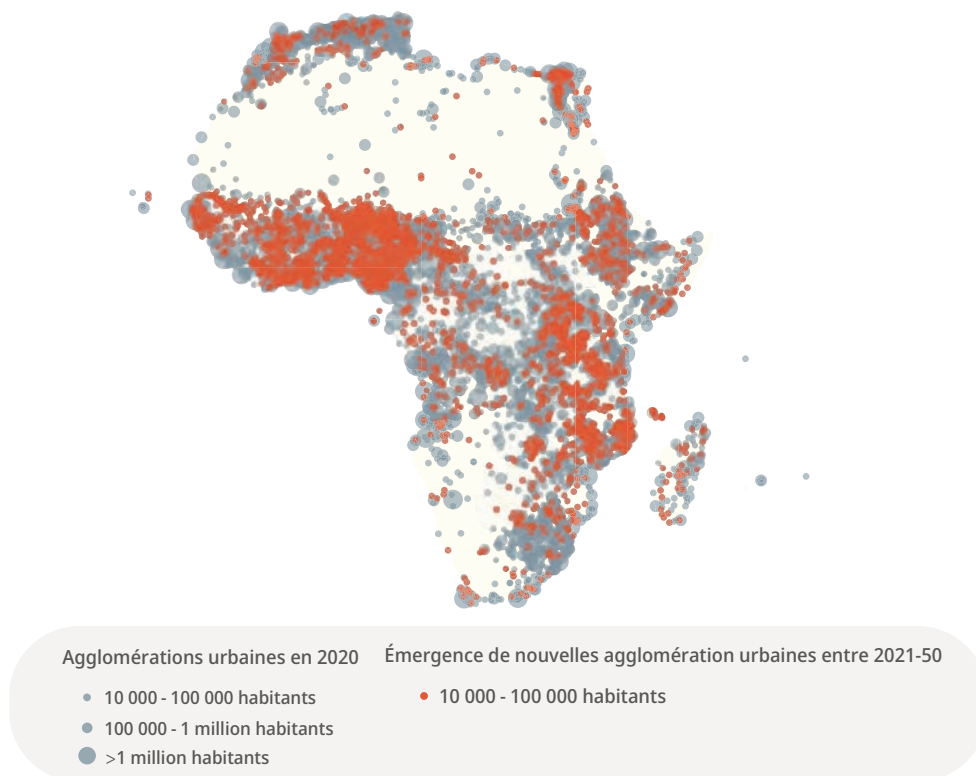 Agglomérations urbaines en 2020
10 000 - 100 000 habitants
100 000 - 1 million habitants
>1 million habitants
Émergence de nouvelles agglomération urbaines entre 2021-50
10 000 - 100 000 habitants